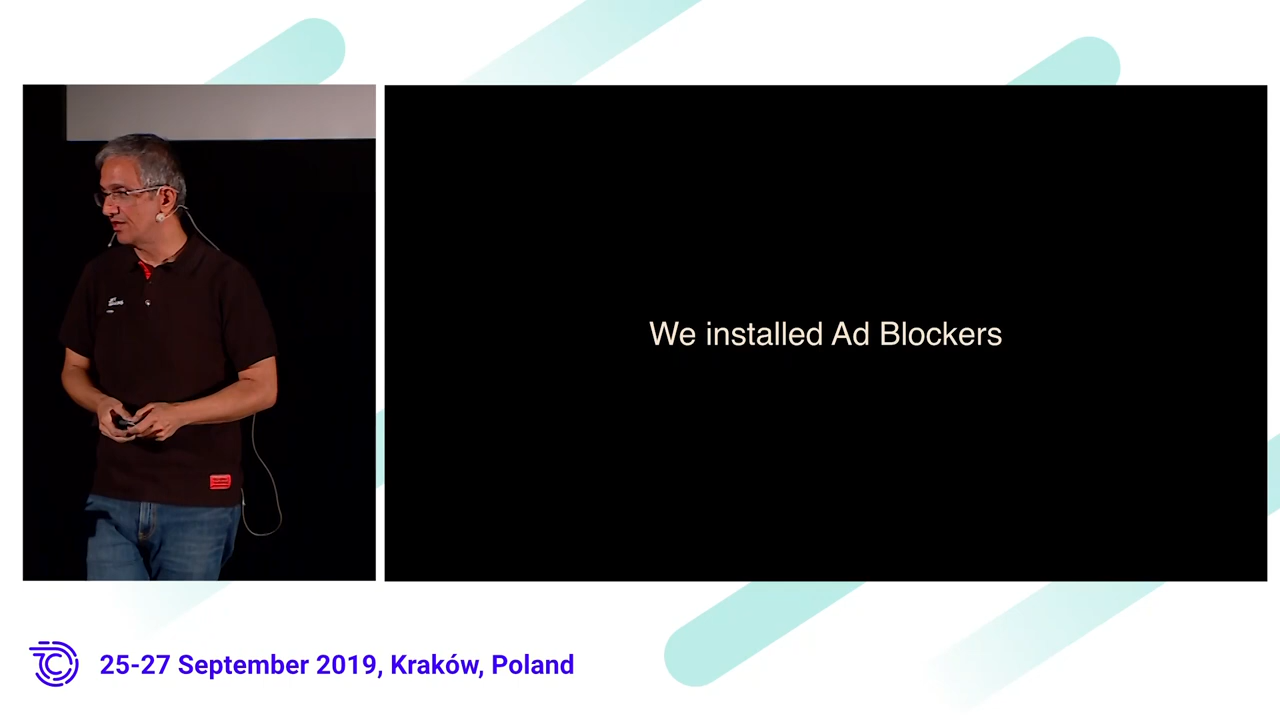 We installed Ad Blockers
25-27 September 2019, Kraków, Poland